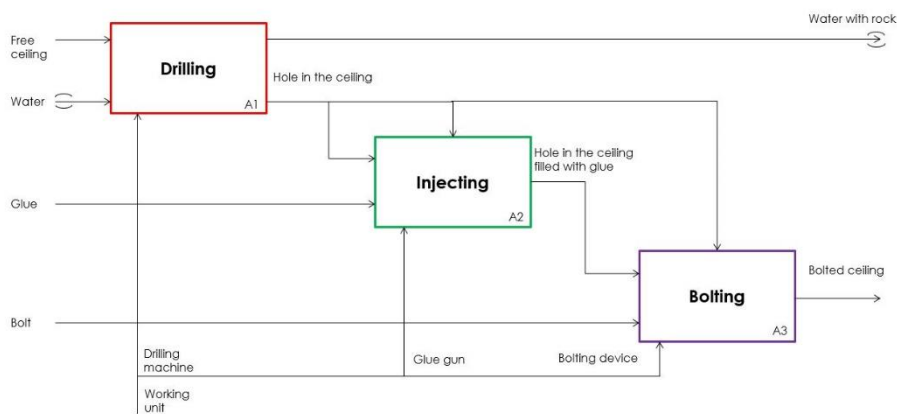 Water with rock
Free
ceiling
Drilling
Hole in the ceiling
Water
A1
Hole in the ceiling
filled with glue
Injecting
Glue
A2
Bolted ceiling
Bolting
Bolt
A3
Drilling
machine
Glue gun
Bolting device
Working
unit